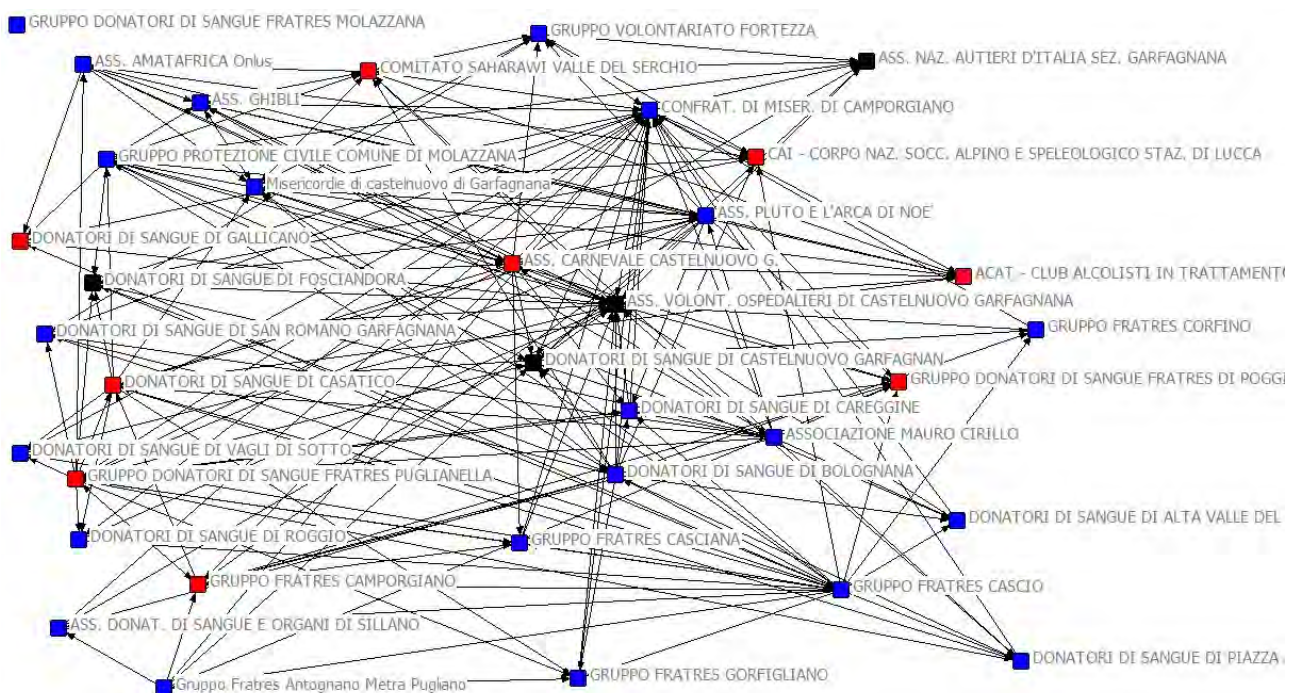 GRUPPO DONATORI DI SANGUE FRATRES MOLAZZANA
GRUPPO VOLONTARIATO FORTEZZA
ASS. AMATAFRICA Onlus
ASS. NAZ. AUTIERI D'ITALIA SEZ. GARFAGNANA
COMITATO SAHARAWI VALLE DEL SERCHIO
ASS. GHIBLI
CONFRAT. DI MISER. DI CAMPORGIANO
GRUPPO PROTEZIONE CIVILE COMUNE DI MOLAZZANA
CAI - CORPO NAZ. SOCC. ALPINO E SPELEOLOGICO STAZ. DI LUCCA
Misericordie di castelnuovo di Garfagnana
ASS. PLUTO E L'ARCA DI NOE'
DONATORI DI SANGUE DI GALLICANO
ASS. CARNEVALE CASTELNUOVO G.
ACAT - CLUB ALCOLISTI IN TRATTAMENTO
DONATORI DI SANGUE DI FOSCIANDORA
ASS. VOLONT. OSPEDALIERI DI CASTELNUOVO GARFAGNANA
DONATORI DI SANGUE DI SAN ROMANO GARFAGNANA
GRUPPO FRATRES CORFINO
DONATORI DI SANGUE DI CASTELNUOVO GARFAGNAN
DONATORI DI SANGUE DI CASATICO
GRUPPO DONATORI DI SANGUE FRATRES DI POGGI
DONATORI DI SANGUE DI CAREGGINE
ASSOCIAZIONE MAURO CIRILLO
DONATORI DI SANGUE DI VAGLI DI SOTTO
GRUPPO DONATORI DI SANGUE FRATRES PUGLIANELLA
DONATORI DI SANGUE DI BOLOGNANA
DONATORI DI SANGUE DI ALTA VALLE DEL
DONATORI DI SANGUE DI ROGGIO
GRUPPO FRATRES CASCIANA
GRUPPO FRATRES CAMPORGIANO
GRUPPO FRATRES CASCIO
ASS. DONAT. DI SANGUE E ORGANI DI SILLANO
DONATORI DI SANGUE DI PIAZZA
GRUPPO FRATRES GORFIGLIANO
Gruppo Fratres Antognano Metra Pugliano